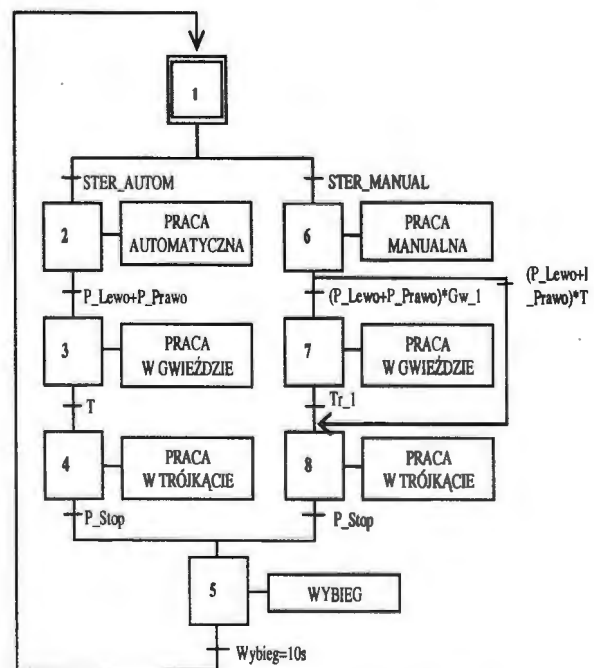 1
STER_AUTOM
STER_MANUAL
2
PRACA
AUTOMATYCZNA
6
PRACA
MANUALNA
P_Lewo+P_Prawo
(P_Lewo+P_Prawo)*Gw_1
(P_Lewo+I
_Prawo)*T
3
PRACA
W GWIEŹDZIE
7
PRACA
W GWIEŹDZIE
T
Tr_1
4
PRACA
W TRÓJKĄCIE
8
PRACA
W TRÓJKĄCIE
P_Stop
P_Stop
5
WYBIEG
Wybieg=10s